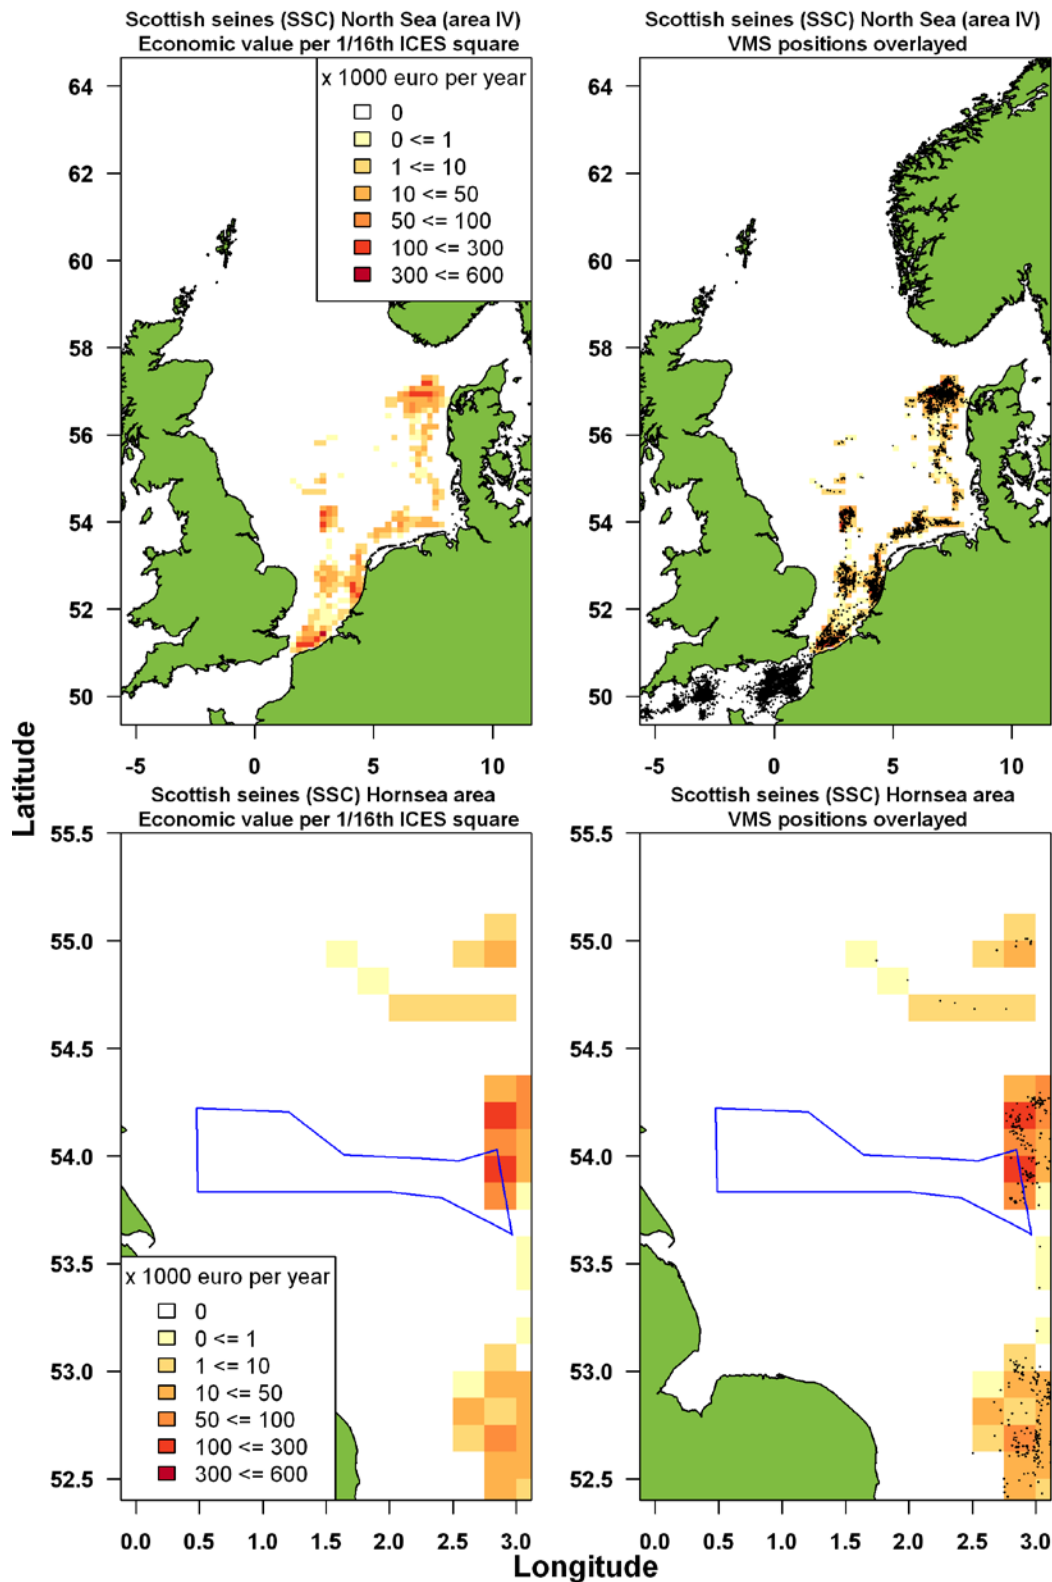 Scottish seines (SSC) North Sea (area IV)
Economic value per 1/16th ICES square
Scottish seines (SSC) North Sea (area IV)
VMS positions overlayed
x 1000 euro per year
0
0 <= 1
1 <= 10
10 <= 50
50 <= 100
100 <= 300
300 <= 600
64
62
60
58
56
54
52
50
-5
0
5
10
64
62
60
58
56
54
52
50
-5
0
5
10
Latitude
Scottish seines (SSC) Hornsea area
Economic value per 1/16th ICES square
Scottish seines (SSC) Hornsea area
VMS positions overlayed
55.5
55.0
54.5
54.0
53.5
53.0
52.5
x 1000 euro per year
0
0 <= 1
1 <= 10
10 <= 50
50 <= 100
100 <= 300
300 <= 600
0.0
0.5
1.0
1.5
2.0
2.5
3.0
55.5
55.0
54.5
54.0
53.5
53.0
52.5
0.0
0.5
1.0
1.5
2.0
2.5
3.0
Longitude